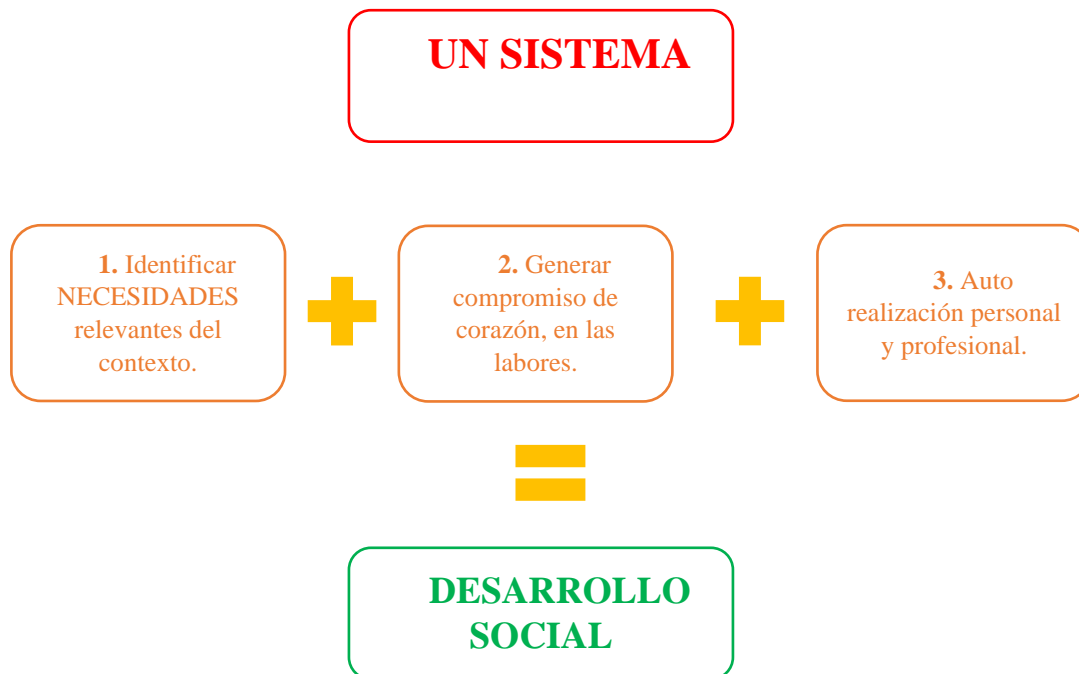 UN SISTEMA
1. Identificar
NECESIDADES
relevantes del
contexto.
2. Generar
compromiso de
corazón, en las
labores.
3. Auto
realización personal
y profesional.
DESARROLLO
SOCIAL